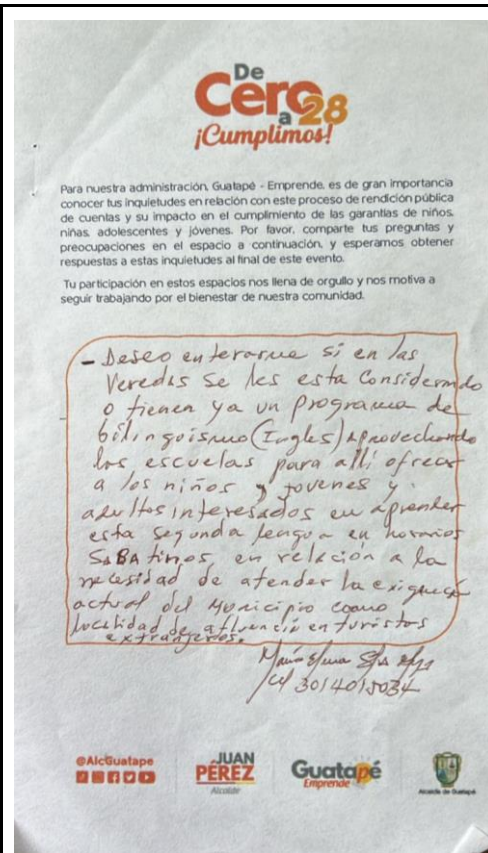 De
Cero
a 28
¡Cumplimos!
Para nuestra administración, Guatapé - Emprende, es de gran importancia
conocer tus inquietudes en relación con este proceso de rendición pública
de cuentas y su impacto en el cumplimiento de las garantías de niños,
niñas, adolescentes y jóvenes. Por favor, comparte tus preguntas y
preocupaciones en el espacio a continuación, y esperamos obtener
respuestas a estas inquietudes al final de este evento.
Tu participación en estos espacios nos llena de orgullo y nos motiva a
seguir trabajando por el bienestar de nuestra comunidad.
- Deseo enterarme si en las
Veredas se les esta Considerando
o tienen ya un programa de
bilinguismo (Ingles) Aprovechando
las escuelas para allí ofrecer
a los niños y jovenes y
adultos interesados en aprender
esta segunda lengua en horarios
SABAtinos en relación a la
necesidad de atender la exigencia
actual del Municipio como
localidad de afluencia en turistas
extranjeros.
Cel 3014015034
@AlcGuatape
JUAN
PÉREZ
Alcalde
Guatapé
Emprende
Alcaldía de Guatapé